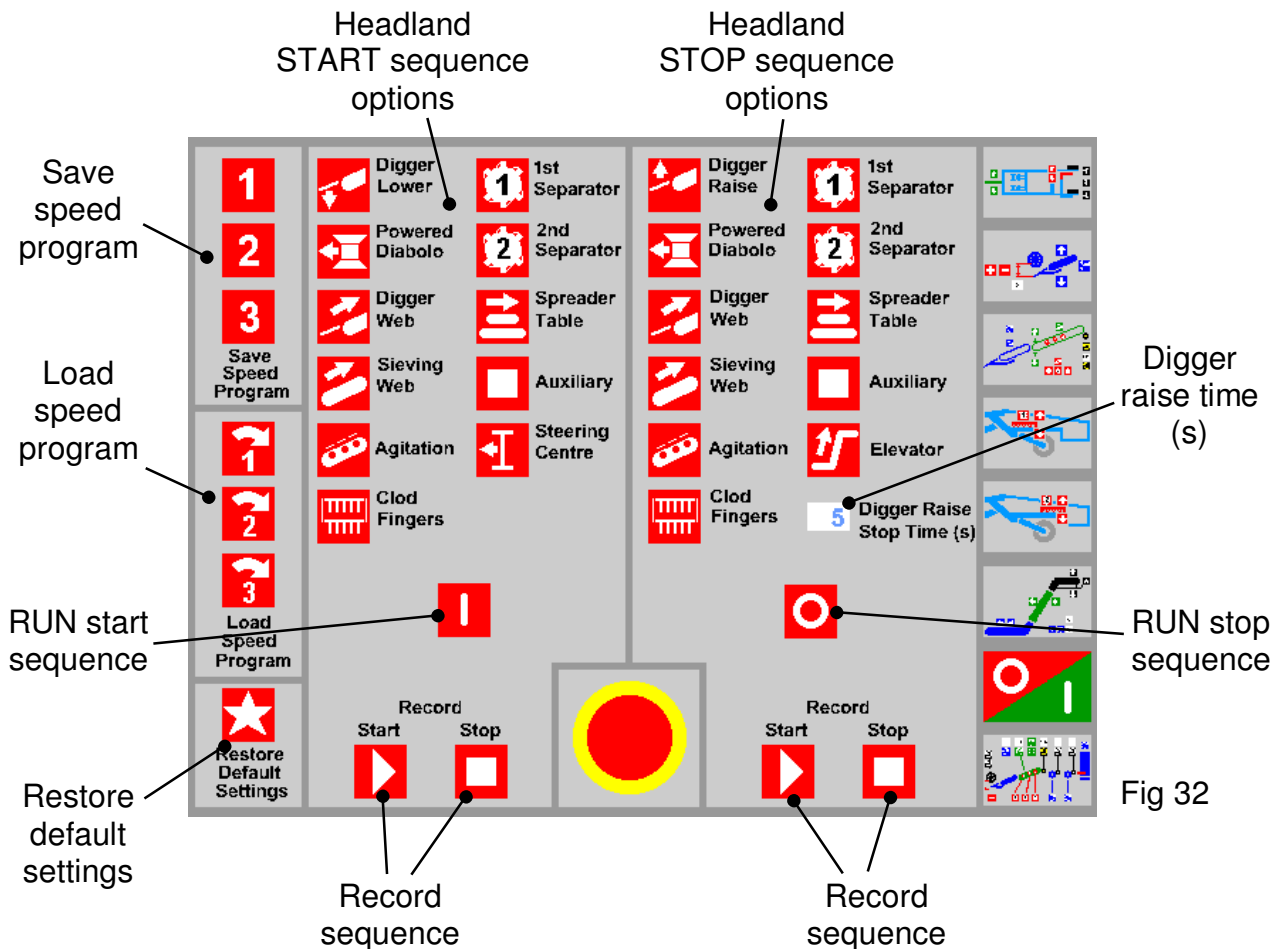 Headland
START sequence
options
Headland
STOP sequence
options
Save
speed
program
Load
speed
program
RUN start
sequence
Restore
default
settings
1
2
3
Save
Speed
Program
1
2
3
Load
Speed
Program
Restore
Default
Settings
Digger
Lower
Powered
Diabolo
Digger
Web
Sieving
Web
Agitation
Clod
Fingers
1
1st
Separator
2
2nd
Separator
Spreader
Table
Auxiliary
Steering
Centre
Record
Start
Stop
Digger
Raise
Powered
Diabolo
Digger
Web
Sieving
Web
Agitation
Clod
Fingers
1
1st
Separator
2
2nd
Separator
Spreader
Table
Auxiliary
Elevator
5
Digger Raise
Stop Time (s)
Record
Start
Stop
Digger
raise time
(s)
RUN stop
sequence
Fig 32
Record
sequence
Record
sequence